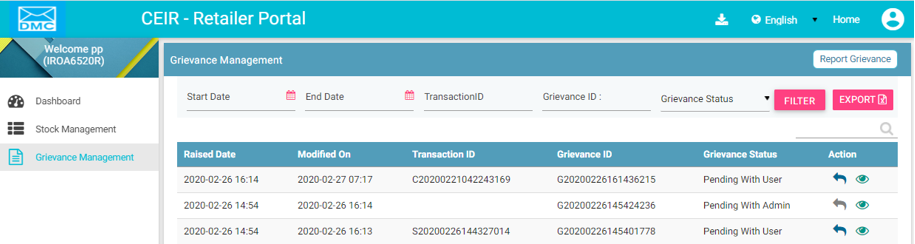 DMC
CEIR - Retailer Portal
English
Home
Welcome pp
(IROA6520R)
Dashboard
Stock Management
Grievance Management
Grievance Management
Report Grievance
Start Date
End Date
TransactionID
Grievance ID :
Grievance Status
FILTER
EXPORT
Raised Date Modified On Transaction ID Grievance ID Grievance Status Action
2020-02-26 16:14 2020-02-27 07:17 C20200221042243169 G20200226161436215 Pending With User
2020-02-26 14:54 2020-02-26 16:14 G20200226145424236 Pending With Admin
2020-02-26 14:54 2020-02-26 16:13 S20200226144327014 G20200226145401778 Pending With User